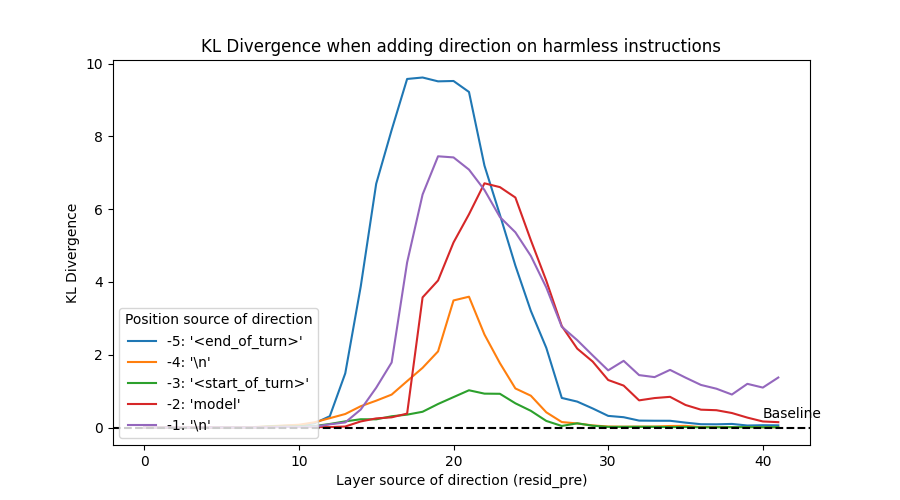 KL Divergence when adding direction on harmless instructions
10
8
6
4
2
0
KL Divergence
Position source of direction
-5: '<end_of_turn>'
-4: '\n'
-3: '<start_of_turn>'
-2: 'model'
-1: '\n'
Baseline
0 10 20 30 40
Layer source of direction (resid_pre)